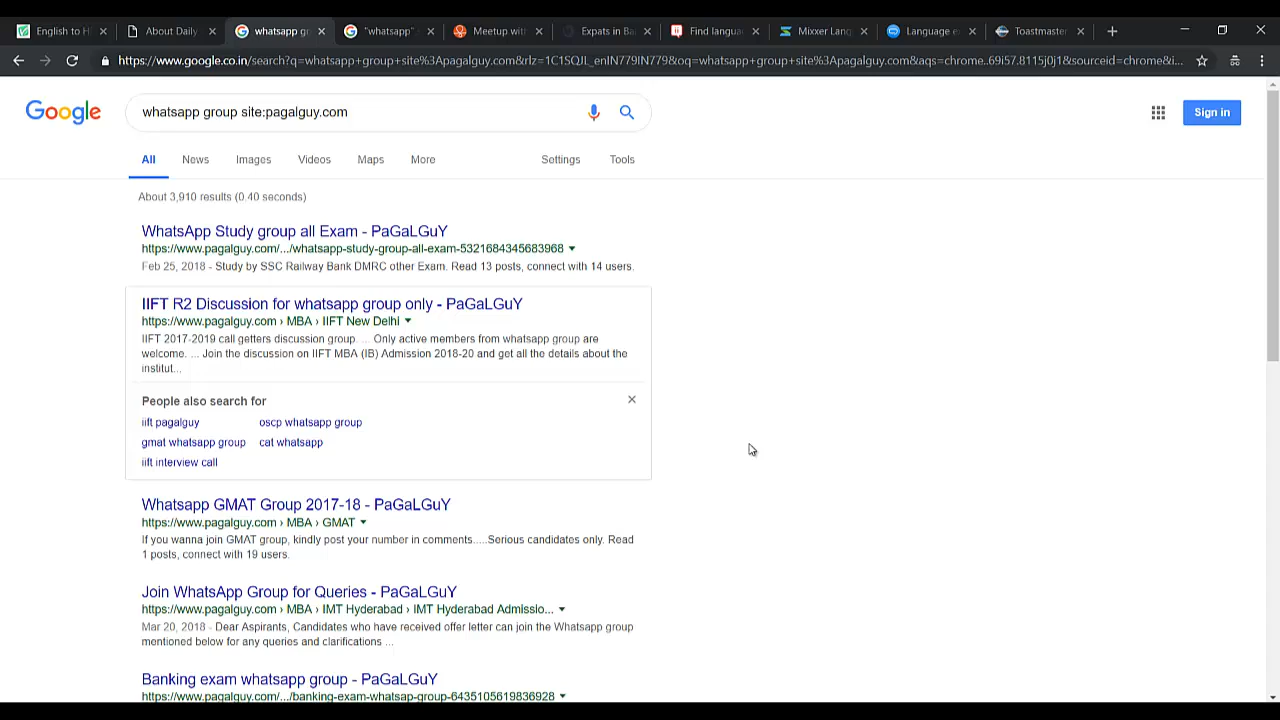 English to H
About Daily
whatsapp gr
"whatsapp"
Meetup with
Expats in Ba
Find langua
Mixxer Lang
Language e
Toastmaster
https://www.google.co.in/search?q=whatsapp+group+site%3Apagalguy.com&rlz=1C1SQJL_enIN779IN779&oq=whatsapp+group+site%3Apagalguy.com&aqs=chrome..69i57.8115j0j1&sourceid=chrome&i...
Google
whatsapp group site:pagalguy.com
Sign in
All News Images Videos Maps More Settings Tools
About 3,910 results (0.40 seconds)
WhatsApp Study group all Exam - PaGaLGuY
https://www.pagalguy.com/.../whatsapp-study-group-all-exam-5321684345683968
Feb 25, 2018 - Study by SSC Railway Bank DMRC other Exam. Read 13 posts, connect with 14 users.
IIFT R2 Discussion for whatsapp group only - PaGaLGuY
https://www.pagalguy.com › MBA › IIFT New Delhi
IIFT 2017-2019 call getters discussion group. ... Only active members from whatsapp group are
welcome. ... Join the discussion on IIFT MBA (IB) Admission 2018-20 and get all the details about the
institut...
People also search for
iift pagalguy oscp whatsapp group
gmat whatsapp group cat whatsapp
iift interview call
Whatsapp GMAT Group 2017-18 - PaGaLGuY
https://www.pagalguy.com › MBA › GMAT
If you wanna join GMAT group, kindly post your number in comments.....Serious candidates only. Read
1 posts, connect with 19 users.
Join WhatsApp Group for Queries - PaGaLGuY
https://www.pagalguy.com › MBA › IMT Hyderabad › IMT Hyderabad Admissio...
Mar 20, 2018 - Dear Aspirants, Candidates who have received offer letter can join the Whatsapp group
mentioned below for any queries and clarifications ...
Banking exam whatsapp group - PaGaLGuY
https://www.pagalguy.com/.../banking-exam-whatsap-group-6435105619836928